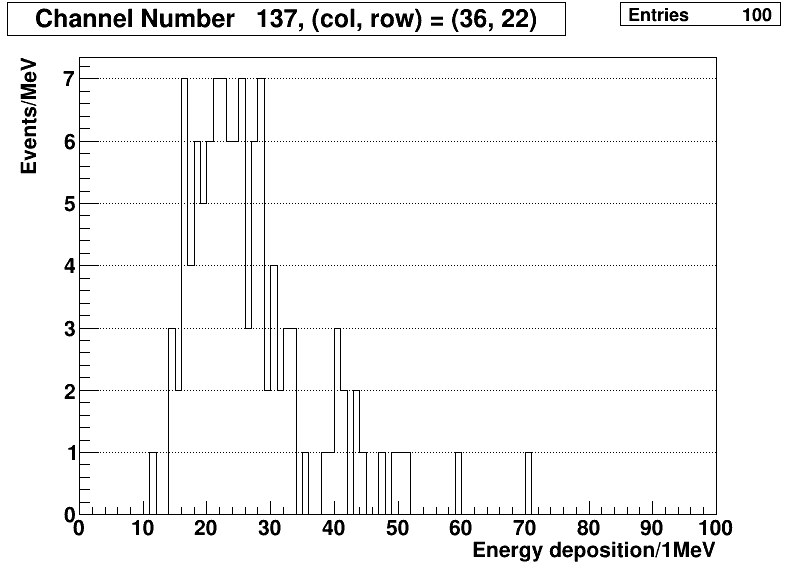 Channel Number 137, (col, row) = (36, 22)
Entries 100
Events/MeV
7
6
5
4
3
2
1
0
0 10 20 30 40 50 60 70 80 90 100
Energy deposition/1MeV